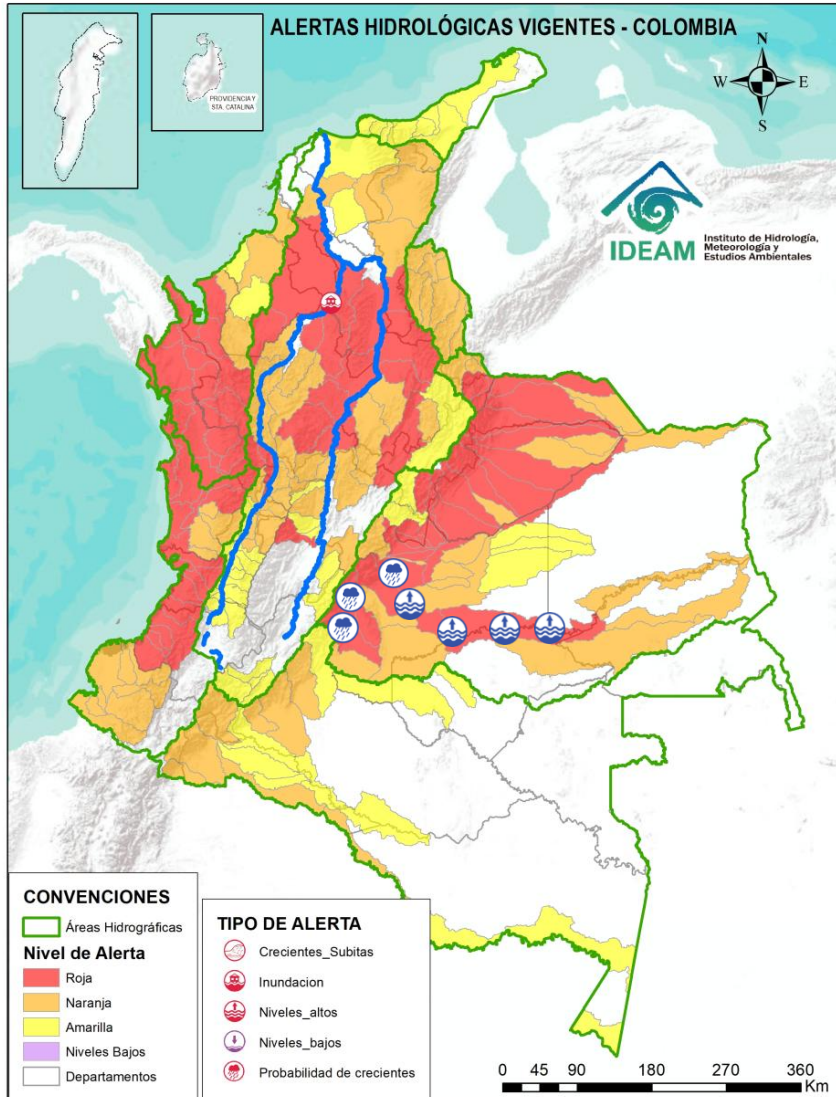 ALERTAS HIDROLÓGICAS VIGENTES - COLOMBIA
PROVIDENCIA Y
STA. CATALINA
N
W
E
S
IDEAM
Instituto de Hidrología,
Meteorología y
Estudios Ambientales
CONVENCIONES
Áreas Hidrográficas
Nivel de Alerta
Roja
Naranja
Amarilla
Niveles Bajos
Departamentos
TIPO DE ALERTA
Crecientes_Subitas
Inundacion
Niveles_altos
Niveles_bajos
Probabilidad de crecientes
0 45 90 180 270 360
Km